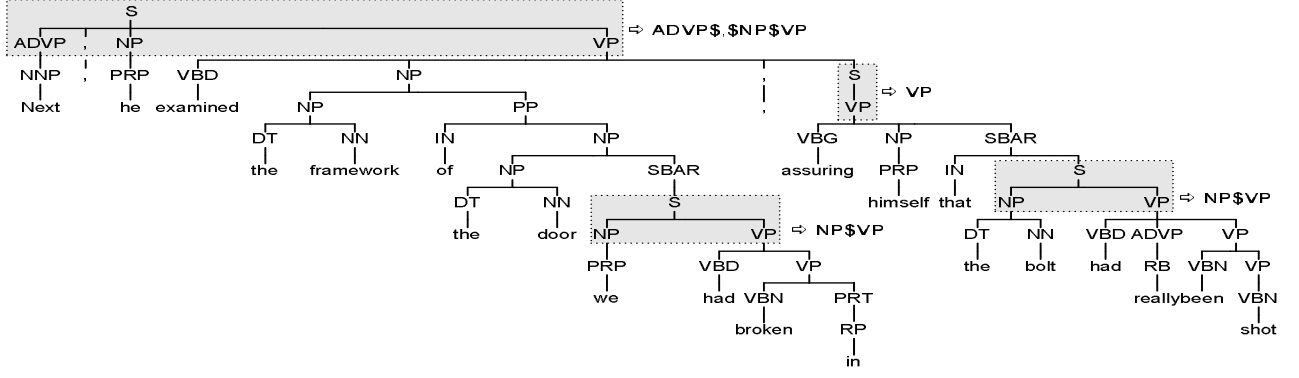 S
⇨ ADVP$,$NP$VP
ADVP , NP VP
NNP , PRP VBD NP , S
Next he examined NP PP VP ⇨ VP
DT NN IN NP VBG NP SBAR
the framework of NP SBAR assuring PRP IN S
DT NN S himself that NP VP ⇨ NP$VP
the door NP VP ⇨ NP$VP DT NN VBD ADVP VP
PRP VBD VP the bolt had RB VBN VP
we had VBN PRT reallybeen VBN
broken RP shot
in